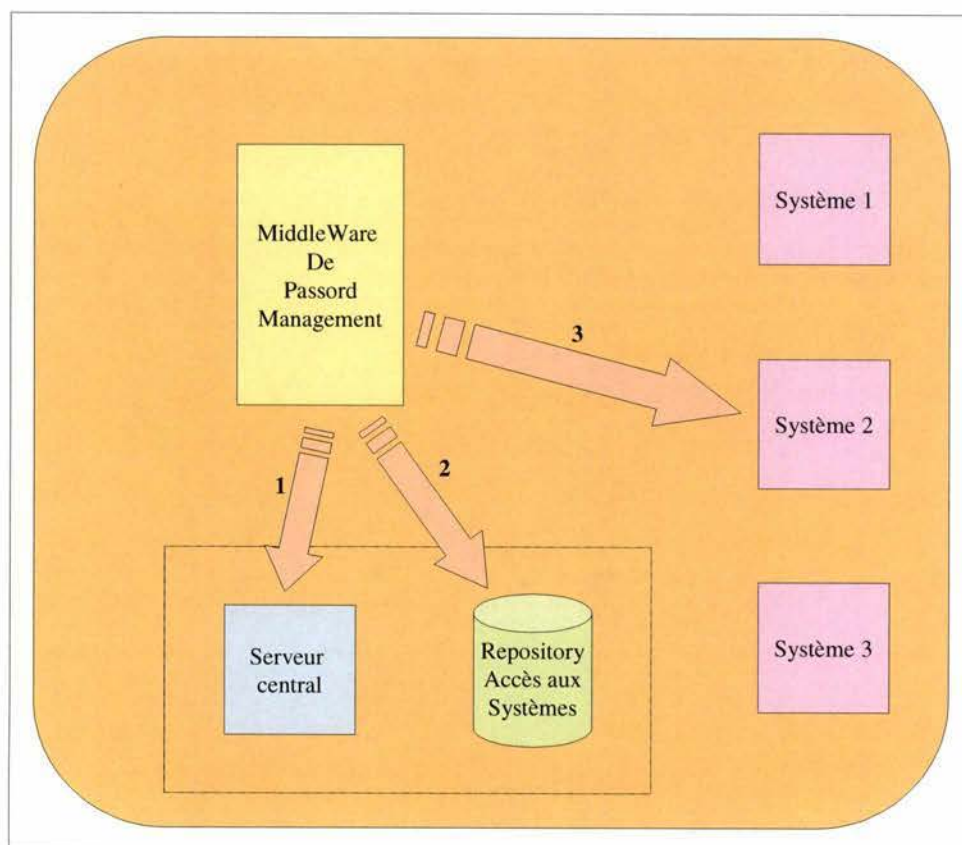 MiddleWare
De
Passord
Management
Système 1
3
Système 2
1
2
Serveur
central
Repository
Accès aux
Systèmes
Système 3